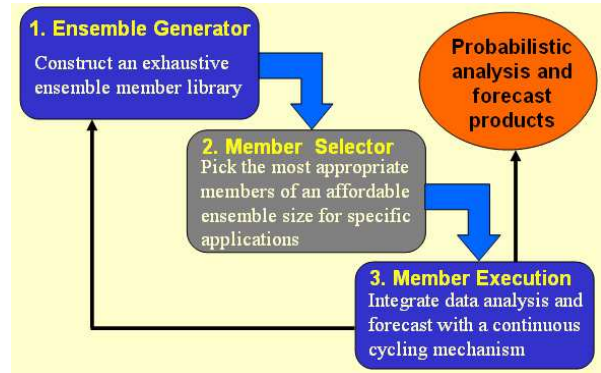 1. Ensemble Generator
Construct an exhaustive
ensemble member library
Probabilistic
analysis and
forecast
products
2. Member Selector
Pick the most appropriate
members of an affordable
ensemble size for specific
applications
3. Member Execution
Integrate data analysis and
forecast with a continuous
cycling mechanism